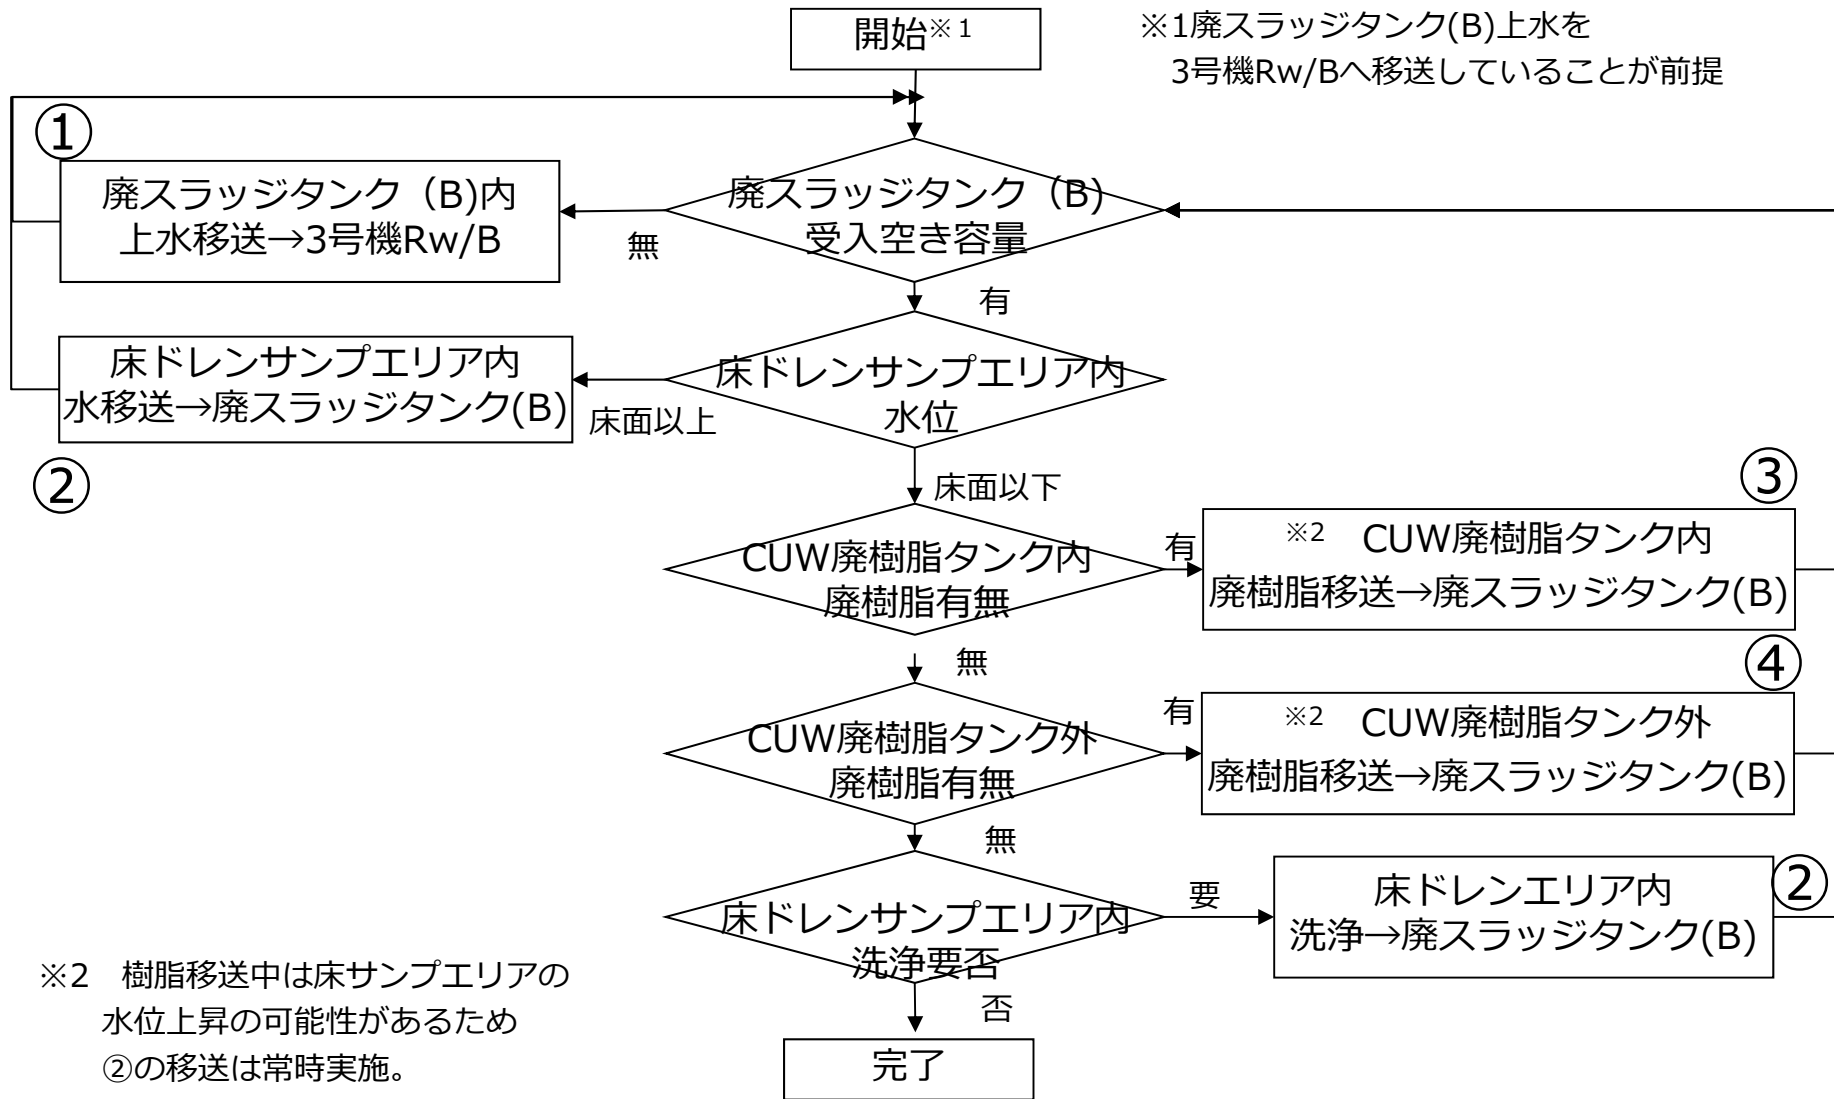 開始※1
※1廃スラッジタンク(B)上水を
3号機Rw/Bへ移送していることが前提
①
廃スラッジタンク（B)内
上水移送→3号機Rw/B
無
廃スラッジタンク（B)
受入空き容量
有
床ドレンサンプエリア内
水移送→廃スラッジタンク(B)
②
床面以上
床ドレンサンプエリア内
水位
床面以下
CUW廃樹脂タンク内
廃樹脂有無
有
③
※2　CUW廃樹脂タンク内
廃樹脂移送→廃スラッジタンク(B)
無
CUW廃樹脂タンク外
廃樹脂有無
有
④
※2　CUW廃樹脂タンク外
廃樹脂移送→廃スラッジタンク(B)
無
床ドレンサンプエリア内
洗浄要否
要
②
床ドレンエリア内
洗浄→廃スラッジタンク(B)
否
完了
※2　樹脂移送中は床サンプエリアの
水位上昇の可能性があるため
②の移送は常時実施。